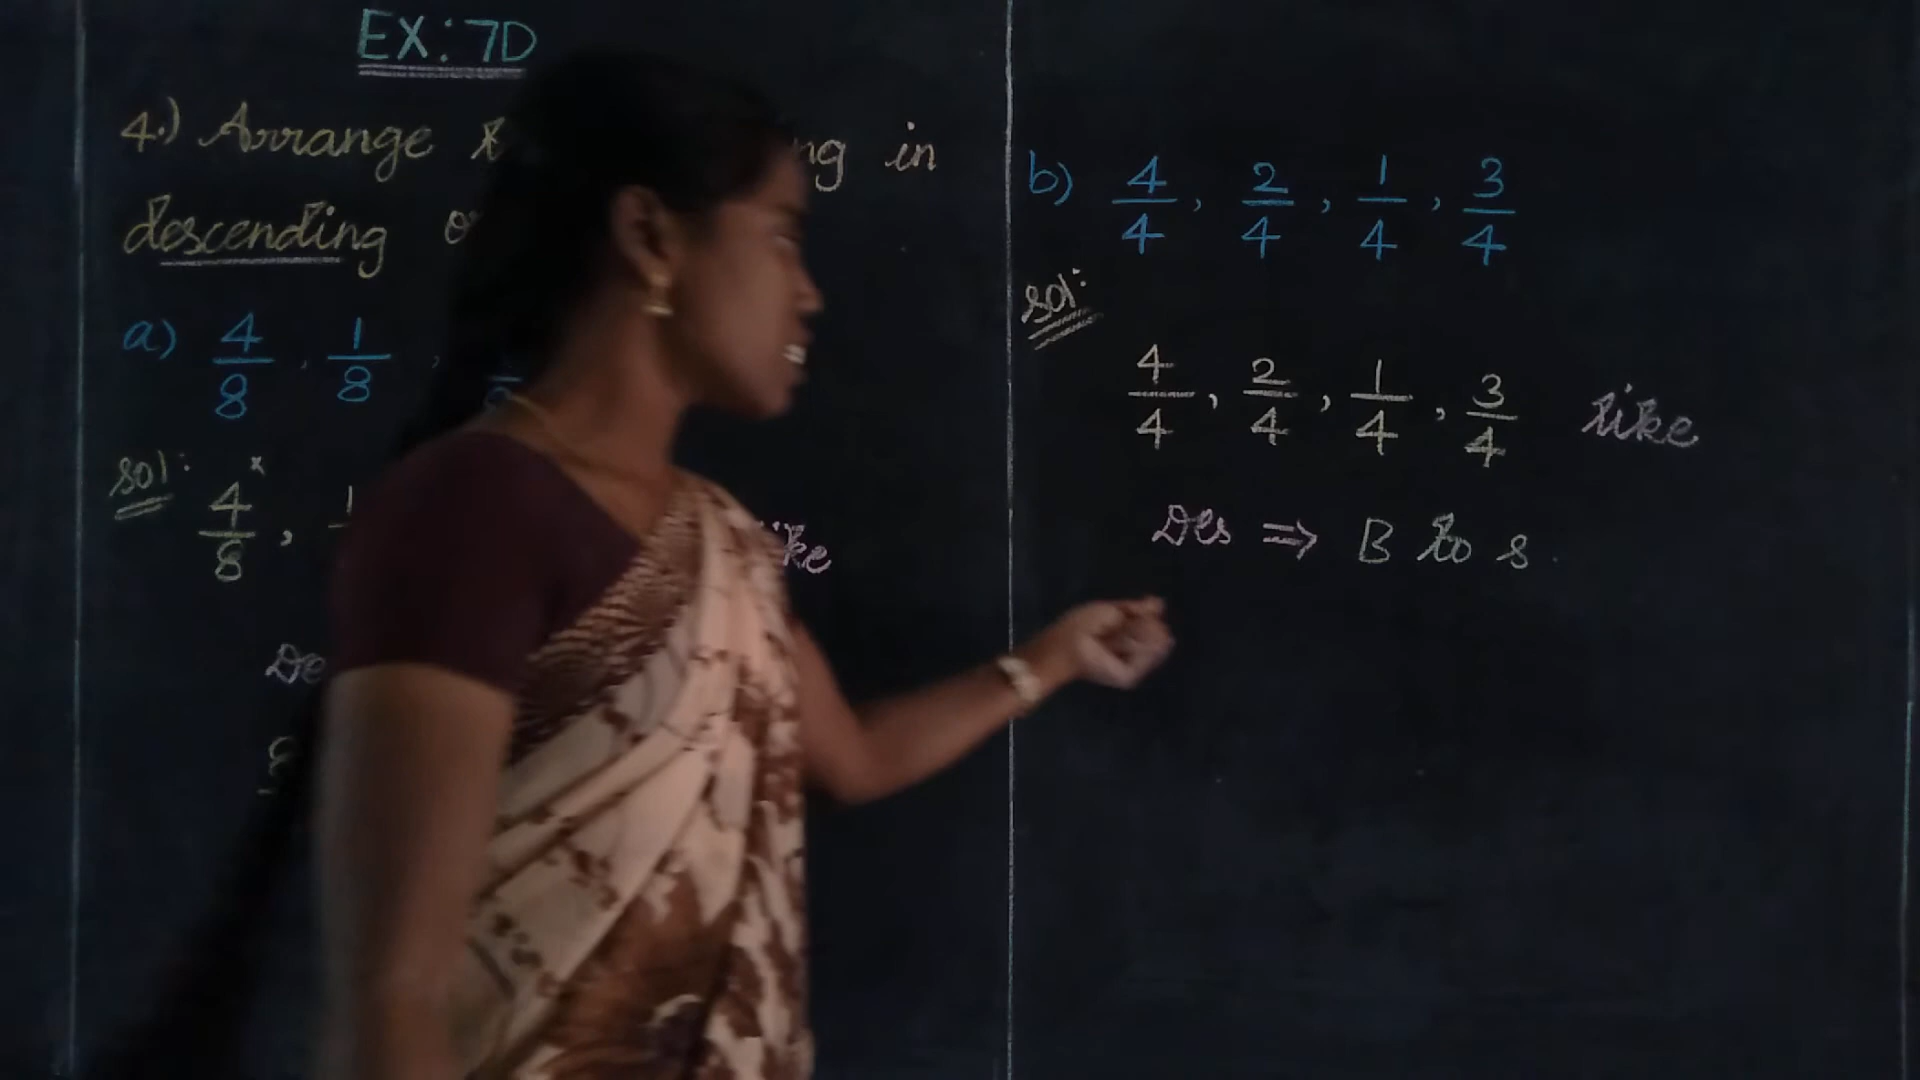 EX: 7D
4.) Arrange in
descending
a) 4/8, 1/8,
sol:
4/8,
b) 4/4, 2/4, 1/4, 3/4
sol:
4/4, 2/4, 1/4, 3/4 like
Des ⇒ B to s.